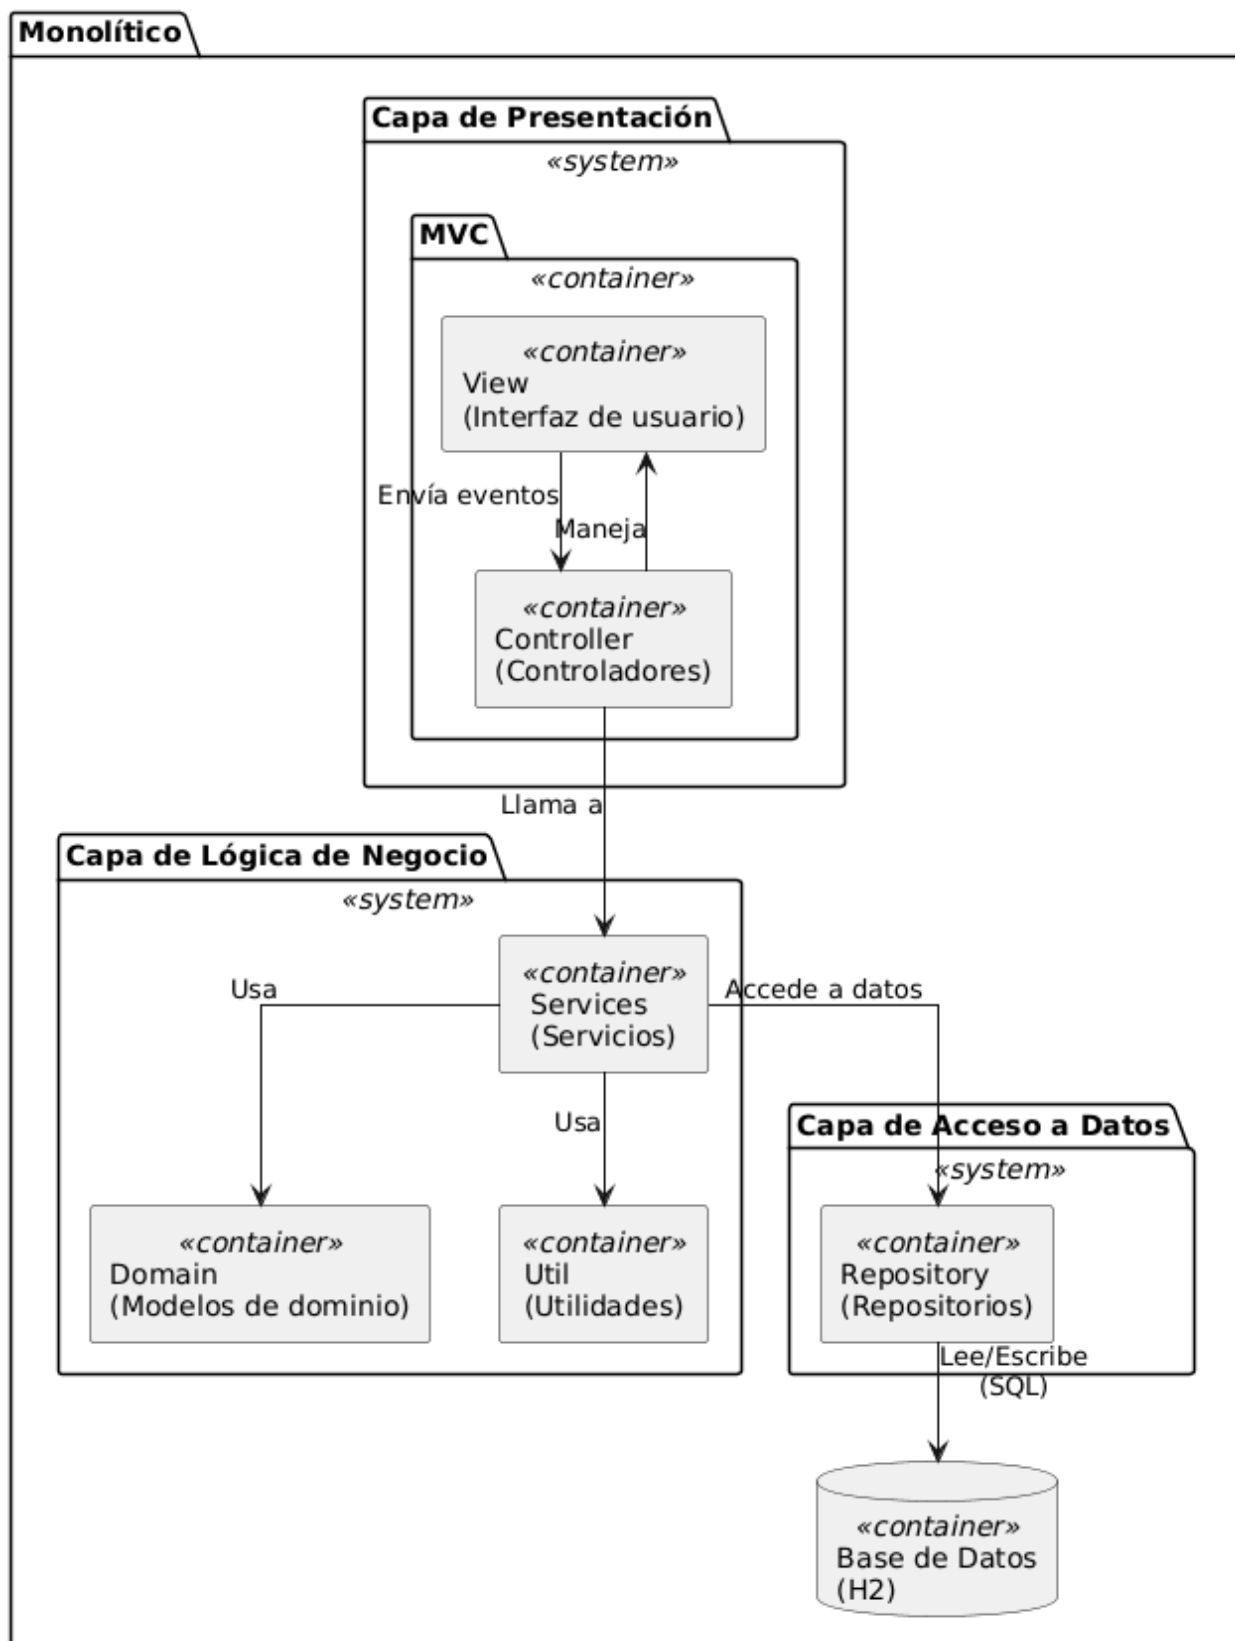 Monolítico
Capa de Presentación
«system»
MVC
«container»
«container»
View
(Interfaz de usuario)
Envía eventos
Maneja
«container»
Controller
(Controladores)
Llama a
Capa de Lógica de Negocio
«system»
«container»
Services
(Servicios)
Usa
Accede a datos
Usa
Capa de Acceso a Datos
«system»
«container»
Domain
(Modelos de dominio)
«container»
Util
(Utilidades)
«container»
Repository
(Repositorios)
Lee/Escribe
(SQL)
«container»
Base de Datos
(H2)